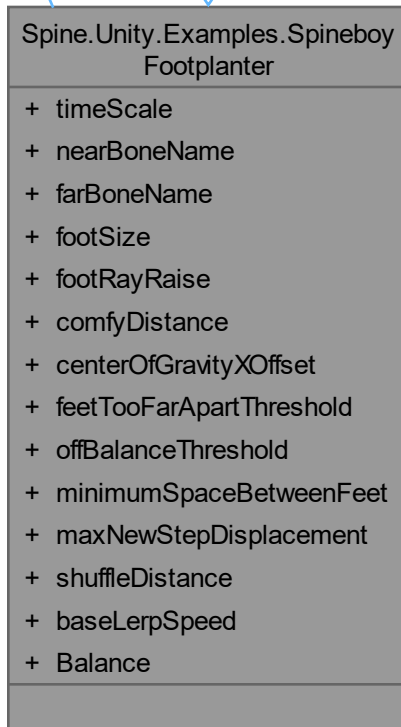 Spine.Unity.Examples.Spineboy
Footplanter
+ timeScale
+ nearBoneName
+ farBoneName
+ footSize
+ footRayRaise
+ comfyDistance
+ centerOfGravityXOffset
+ feetTooFarApartThreshold
+ offBalanceThreshold
+ minimumSpaceBetweenFeet
+ maxNewStepDisplacement
+ shuffleDistance
+ baseLerpSpeed
+ Balance